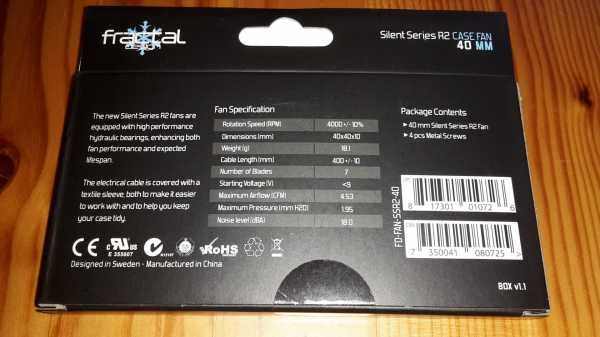 fractal
Silent Series R2 CASE FAN
40 MM
The new Silent Series R2 fans are
equipped with high performance
hydraulic bearings, enhancing both
fan performance and expected
lifespan.
The electrical cable is covered with a
textile sleeve, both to make it easier
to work with and to help you keep
your case tidy.
Fan Specification
Rotation Speed (RPM) 4000 +/- 10%
Dimensions (mm) 40x40x10
Weight (g) 18.1
Cable Length (mm) 400 +/- 10
Number of Blades 7
Starting Voltage (V) <9
Maximum Airflow (CFM) 4.53
Maximum Pressure (mm H2O) 1.95
Noise level (dBA) 18.0
Package Contents
40 mm Silent Series R2 Fan
4 pcs Metal Screws
8 17301 01072 6
FD-FAN-SSR2-40
7 350041 080725
CE
c RU us
E 355807
RoHS
Designed in Sweden - Manufactured in China
BOX v1.1